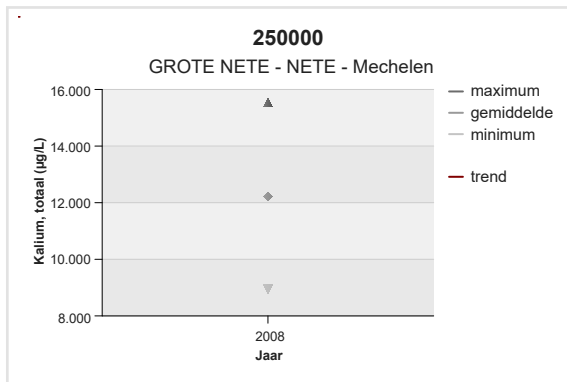 250000
GROTE NETE - NETE - Mechelen
Kalium, totaal (µg/L)
16.000
14.000
12.000
10.000
8.000
2008
Jaar
maximum
gemiddelde
minimum
trend